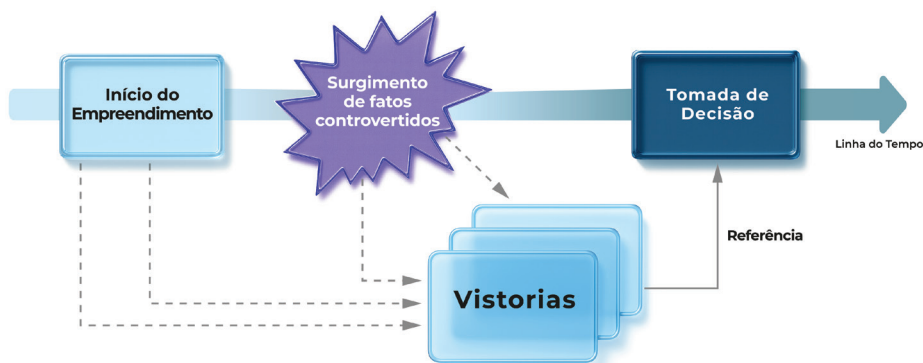 Início do
Empreendimento
Surgimento
de fatos
controvertidos
Tomada de
Decisão
Linha do Tempo
Referência
Vistorias